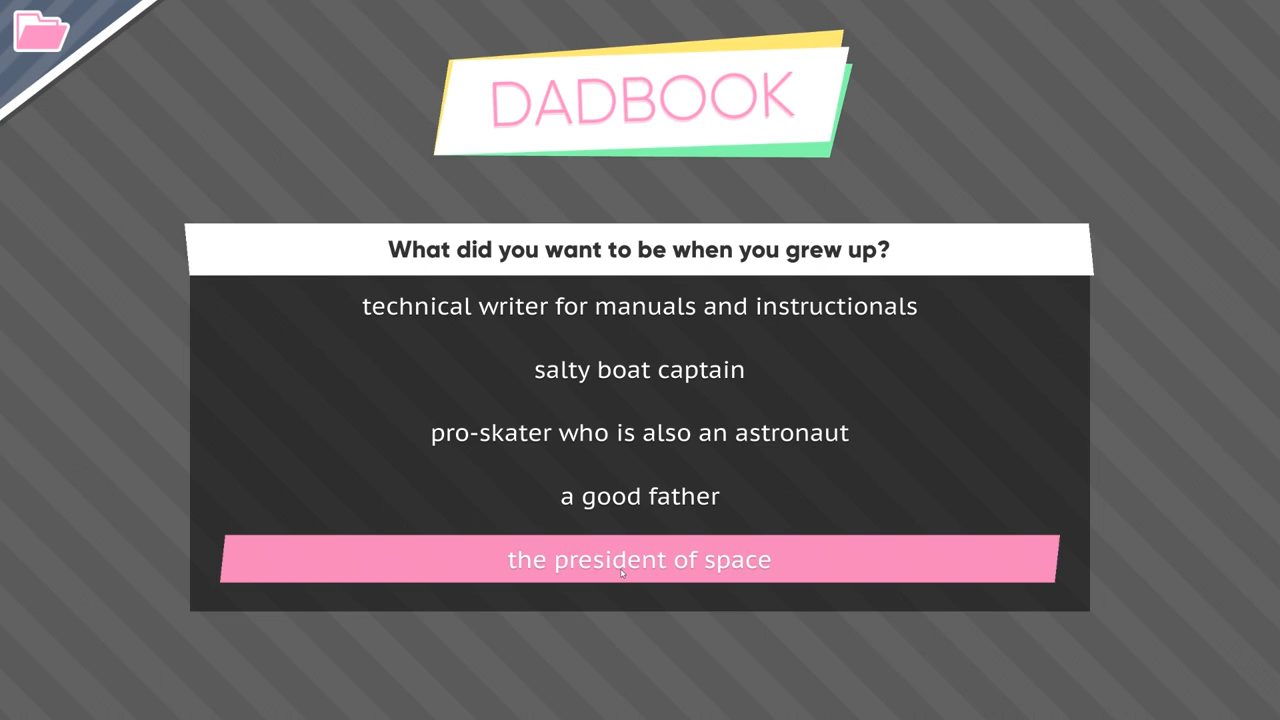 DADBOOK
What did you want to be when you grew up?
technical writer for manuals and instructionals
salty boat captain
pro-skater who is also an astronaut
a good father
the president of space